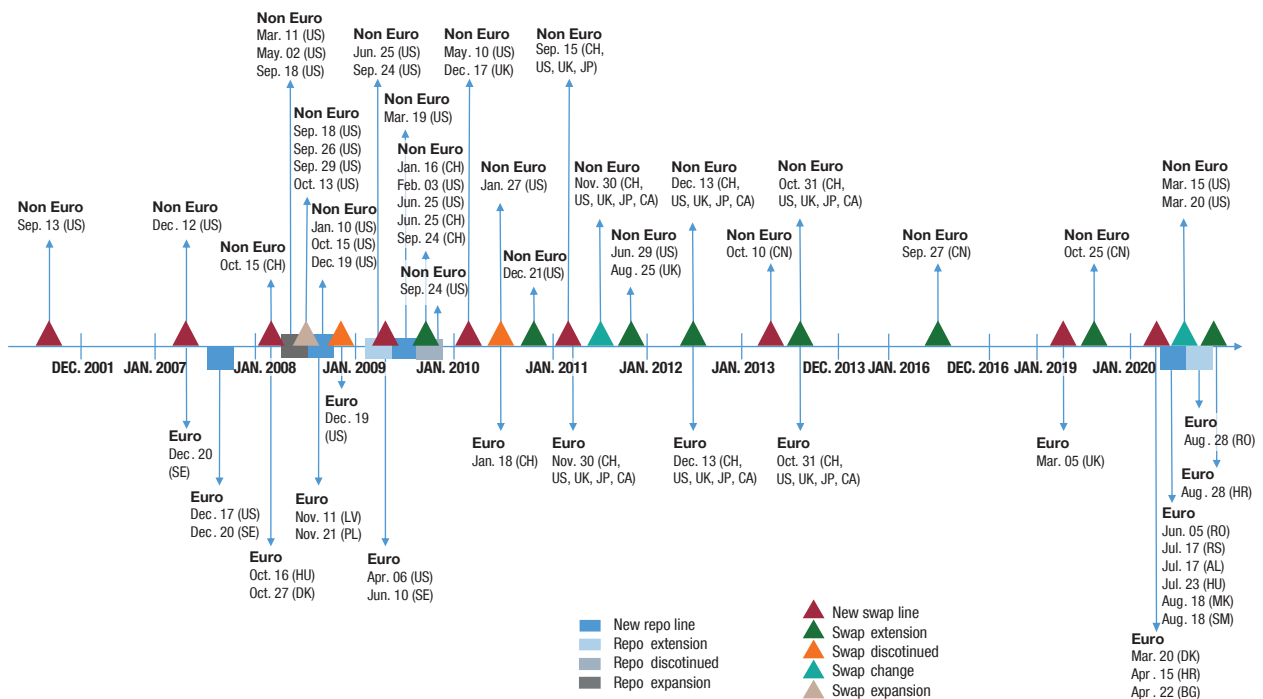 Non Euro
Mar. 11 (US)
May. 02 (US)
Sep. 18 (US)
Non Euro
Jun. 25 (US)
Sep. 24 (US)
Non Euro
May. 10 (US)
Dec. 17 (UK)
Non Euro
Sep. 15 (CH,
US, UK, JP)
Non Euro
Mar. 19 (US)
Non Euro
Sep. 18 (US)
Sep. 26 (US)
Sep. 29 (US)
Oct. 13 (US)
Non Euro
Jan. 16 (CH)
Feb. 03 (US)
Jun. 25 (US)
Jun. 25 (CH)
Sep. 24 (CH)
Non Euro
Jan. 27 (US)
Non Euro
Nov. 30 (CH,
US, UK, JP, CA)
Non Euro
Dec. 13 (CH,
US, UK, JP, CA)
Non Euro
Oct. 31 (CH,
US, UK, JP, CA)
Non Euro
Mar. 15 (US)
Mar. 20 (US)
Non Euro
Sep. 13 (US)
Non Euro
Dec. 12 (US)
Non Euro
Oct. 15 (CH)
Non Euro
Jan. 10 (US)
Oct. 15 (US)
Dec. 19 (US)
Non Euro
Sep. 24 (US)
Non Euro
Dec. 21(US)
Non Euro
Jun. 29 (US)
Aug. 25 (UK)
Non Euro
Oct. 10 (CN)
Non Euro
Sep. 27 (CN)
Non Euro
Oct. 25 (CN)
DEC. 2001
JAN. 2007
JAN. 2008
JAN. 2009
JAN. 2010
JAN. 2011
JAN. 2012
JAN. 2013
DEC. 2013
JAN. 2016
DEC. 2016
JAN. 2019
JAN. 2020
Euro
Dec. 20
(SE)
Euro
Dec. 17 (US)
Dec. 20 (SE)
Euro
Oct. 16 (HU)
Oct. 27 (DK)
Euro
Nov. 11 (LV)
Nov. 21 (PL)
Euro
Dec. 19
(US)
Euro
Apr. 06 (US)
Jun. 10 (SE)
Euro
Jan. 18 (CH)
Euro
Nov. 30 (CH,
US, UK, JP, CA)
Euro
Dec. 13 (CH,
US, UK, JP, CA)
Euro
Oct. 31 (CH,
US, UK, JP, CA)
Euro
Mar. 05 (UK)
Euro
Aug. 28 (RO)
Euro
Aug. 28 (HR)
Euro
Jun. 05 (RO)
Jul. 17 (RS)
Jul. 17 (AL)
Jul. 23 (HU)
Aug. 18 (MK)
Aug. 18 (SM)
Euro
Mar. 20 (DK)
Apr. 15 (HR)
Apr. 22 (BG)
New repo line
Repo extension
Repo discotinued
Repo expansion
New swap line
Swap extension
Swap discotinued
Swap change
Swap expansion